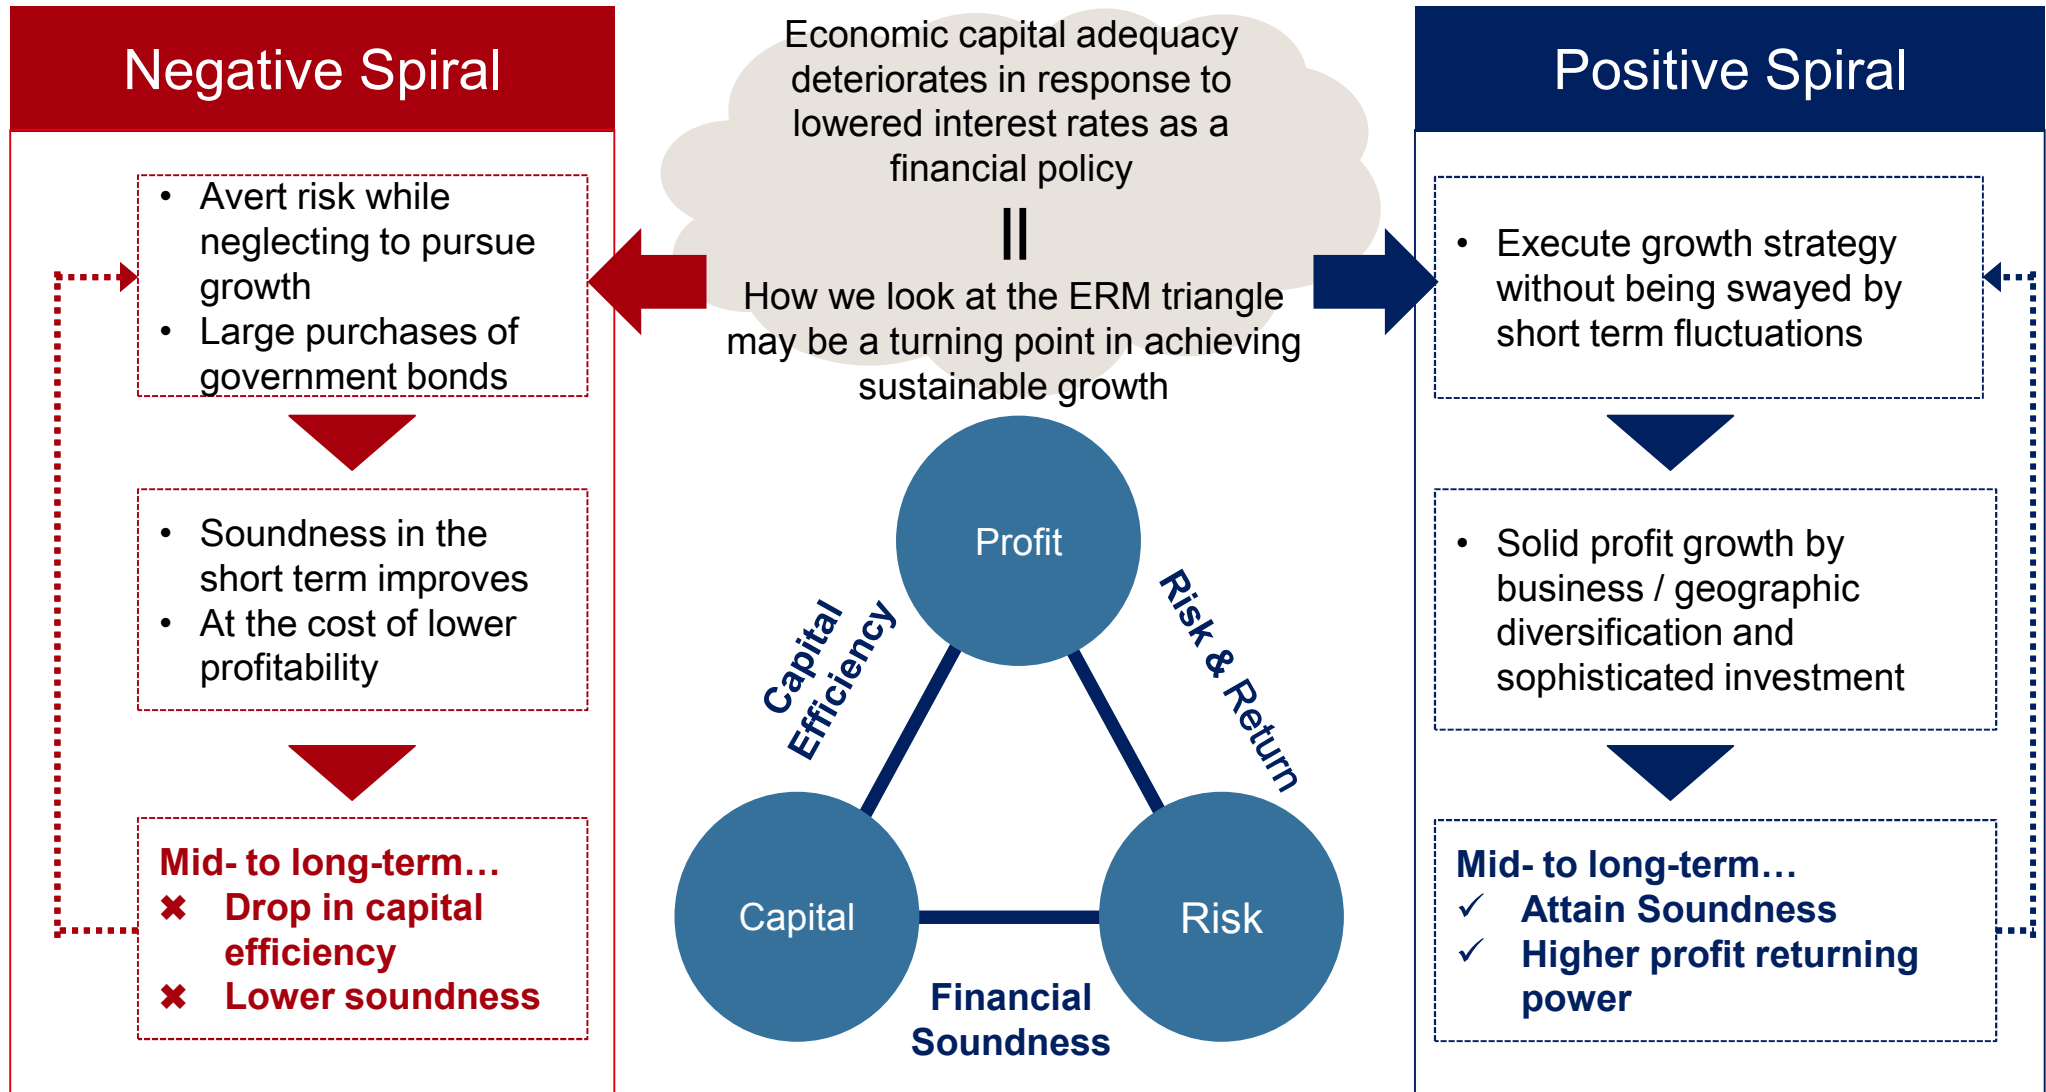 Negative Spiral
• Avert risk while
neglecting to pursue
growth
• Large purchases of
government bonds
• Soundness in the
short term improves
• At the cost of lower
profitability
Mid- to long-term…
✖ Drop in capital
efficiency
✖ Lower soundness
Economic capital adequacy
deteriorates in response to
lowered interest rates as a
financial policy
||
How we look at the ERM triangle
may be a turning point in achieving
sustainable growth
Profit
Capital
Efficiency
Risk & Return
Capital
Risk
Financial
Soundness
Positive Spiral
• Execute growth strategy
without being swayed by
short term fluctuations
• Solid profit growth by
business / geographic
diversification and
sophisticated investment
Mid- to long-term…
✓ Attain Soundness
✓ Higher profit returning
power